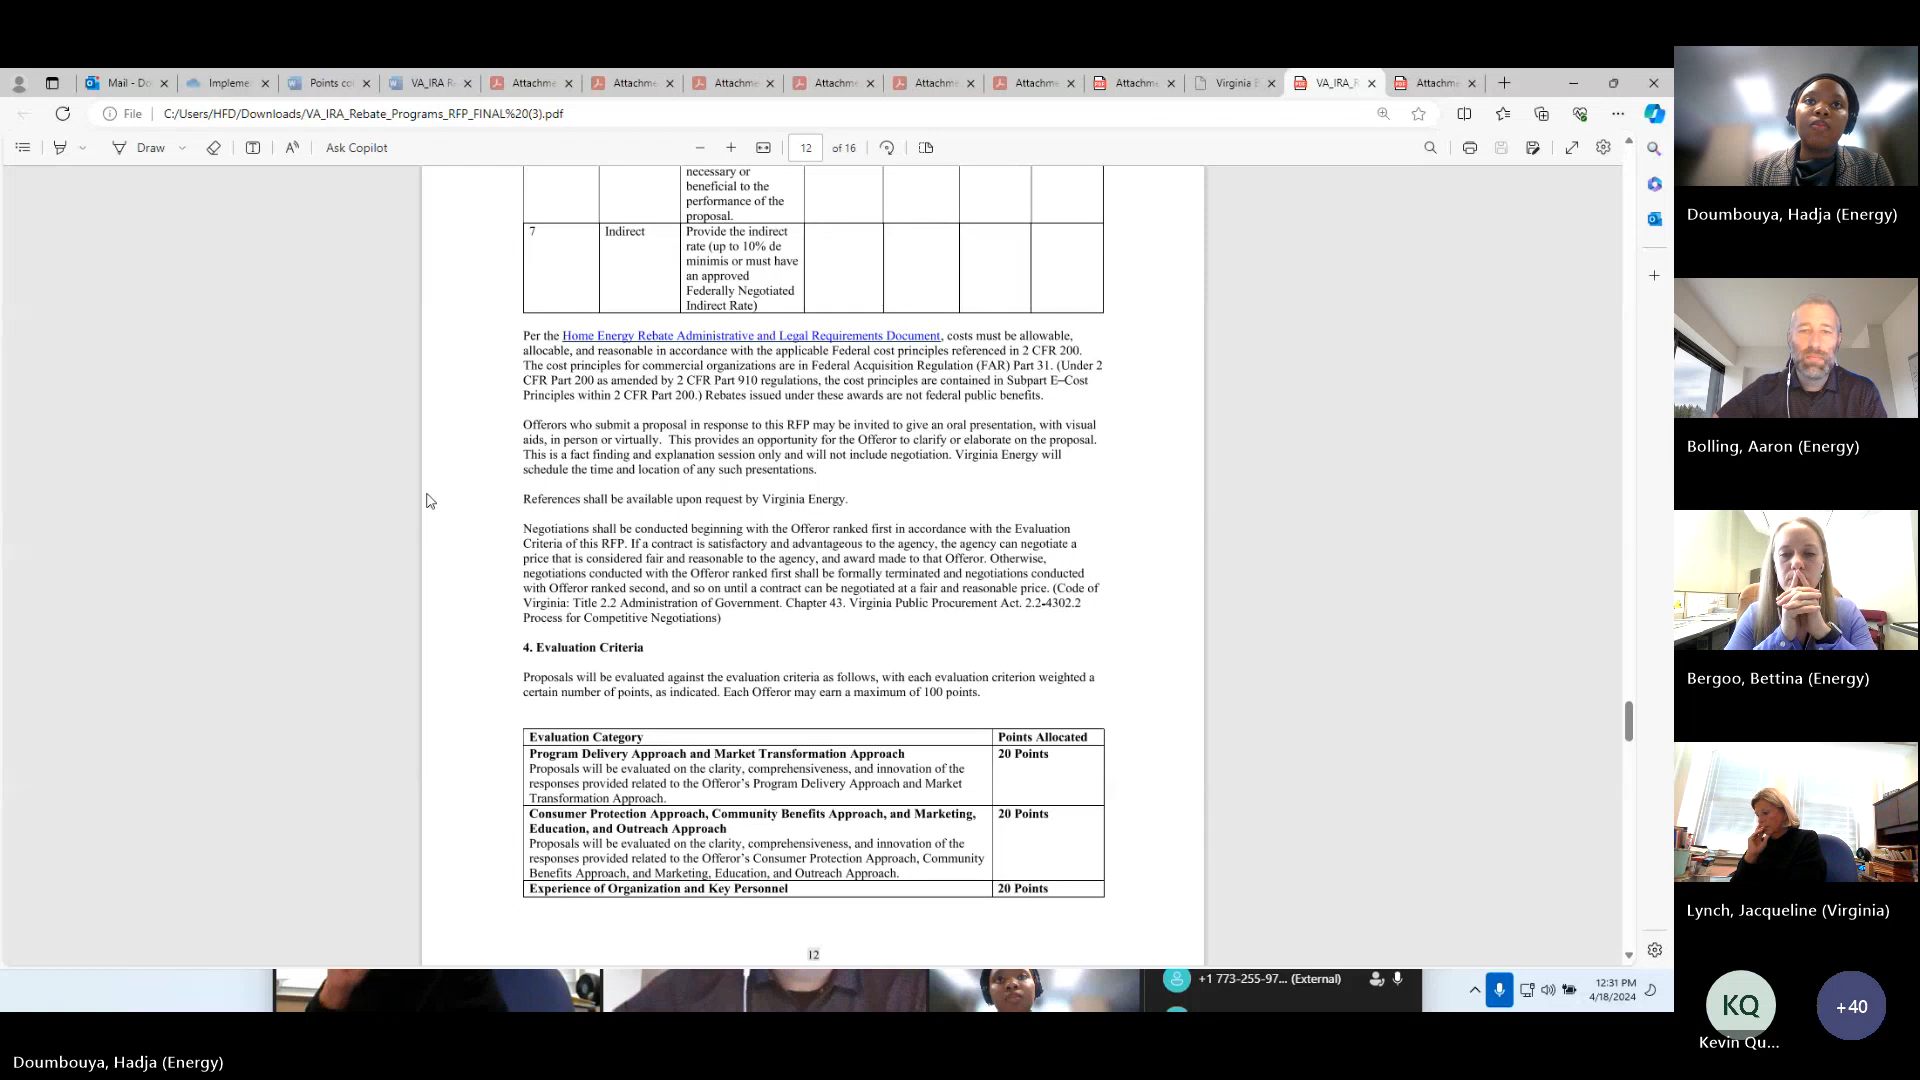 Mail - Do
Impleme
Points co
VA_IRA R
Attachme
Attachme
Attachme
Attachme
Attachme
Attachme
Attachme
Virginia E
VA_IRA_R
Attachme
File
C:/Users/HFD/Downloads/VA_IRA_Rebate_Programs_RFP_FINAL%20(3).pdf
Draw
Ask Copilot
12 of 16
necessary or
beneficial to the
performance of the
proposal.
7
Indirect
Provide the indirect
rate (up to 10% de
minimis or must have
an approved
Federally Negotiated
Indirect Rate)
Per the Home Energy Rebate Administrative and Legal Requirements Document, costs must be allowable,
allocable, and reasonable in accordance with the applicable Federal cost principles referenced in 2 CFR 200.
The cost principles for commercial organizations are in Federal Acquisition Regulation (FAR) Part 31. (Under 2
CFR Part 200 as amended by 2 CFR Part 910 regulations, the cost principles are contained in Subpart E–Cost
Principles within 2 CFR Part 200.) Rebates issued under these awards are not federal public benefits.
Offerors who submit a proposal in response to this RFP may be invited to give an oral presentation, with visual
aids, in person or virtually. This provides an opportunity for the Offeror to clarify or elaborate on the proposal.
This is a fact finding and explanation session only and will not include negotiation. Virginia Energy will
schedule the time and location of any such presentations.
References shall be available upon request by Virginia Energy.
Negotiations shall be conducted beginning with the Offeror ranked first in accordance with the Evaluation
Criteria of this RFP. If a contract is satisfactory and advantageous to the agency, the agency can negotiate a
price that is considered fair and reasonable to the agency, and award made to that Offeror. Otherwise,
negotiations conducted with the Offeror ranked first shall be formally terminated and negotiations conducted
with Offeror ranked second, and so on until a contract can be negotiated at a fair and reasonable price. (Code of
Virginia: Title 2.2 Administration of Government. Chapter 43. Virginia Public Procurement Act. 2.2-4302.2
Process for Competitive Negotiations)
4. Evaluation Criteria
Proposals will be evaluated against the evaluation criteria as follows, with each evaluation criterion weighted a
certain number of points, as indicated. Each Offeror may earn a maximum of 100 points.
Evaluation Category
Points Allocated
Program Delivery Approach and Market Transformation Approach
20 Points
Proposals will be evaluated on the clarity, comprehensiveness, and innovation of the
responses provided related to the Offeror's Program Delivery Approach and Market
Transformation Approach.
Consumer Protection Approach, Community Benefits Approach, and Marketing,
20 Points
Education, and Outreach Approach
Proposals will be evaluated on the clarity, comprehensiveness, and innovation of the
responses provided related to the Offeror's Consumer Protection Approach, Community
Benefits Approach, and Marketing, Education, and Outreach Approach.
Experience of Organization and Key Personnel
20 Points
12
+1 773-255-97... (External)
12:31 PM
4/18/2024
Doumbouya, Hadja (Energy)
Bolling, Aaron (Energy)
Bergoo, Bettina (Energy)
Lynch, Jacqueline (Virginia)
KQ
Kevin Qu...
+40
Doumbouya, Hadja (Energy)